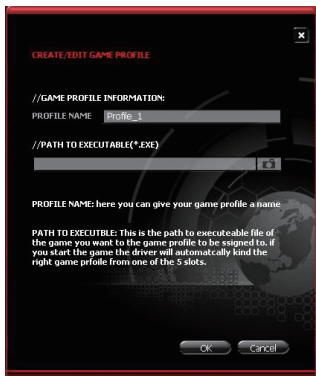 CREATE/EDIT GAME PROFILE
//GAME PROFILE INFORMATION:
PROFILE NAME Profile_1
//PATH TO EXECUTABLE(*.EXE)
PROFILE NAME: here you can give your game profile a name
PATH TO EXECUTBLE: This is the path to executeable file of
the game you want to the game profile to be ssigned to. if
you start the game the driver will automatcally kind the
right game prfoile from one of the 5 slots.
OK Cancel